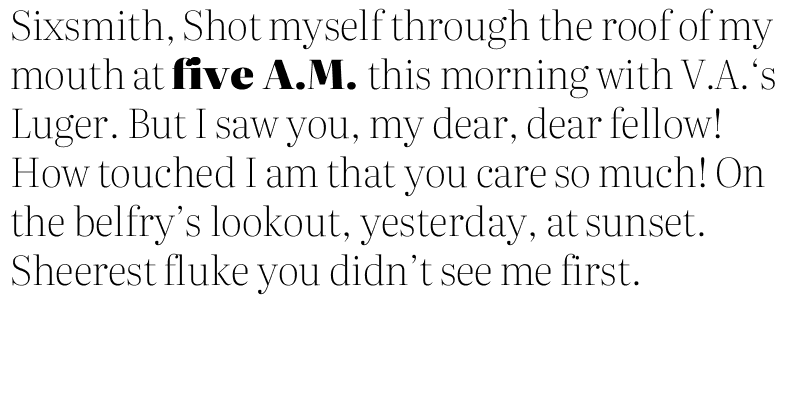 Sixsmith, Shot myself through the roof of my
mouth at five A.M. this morning with V.A.‘s
Luger. But I saw you, my dear, dear fellow!
How touched I am that you care so much! On
the belfry’s lookout, yesterday, at sunset.
Sheerest fluke you didn’t see me first.